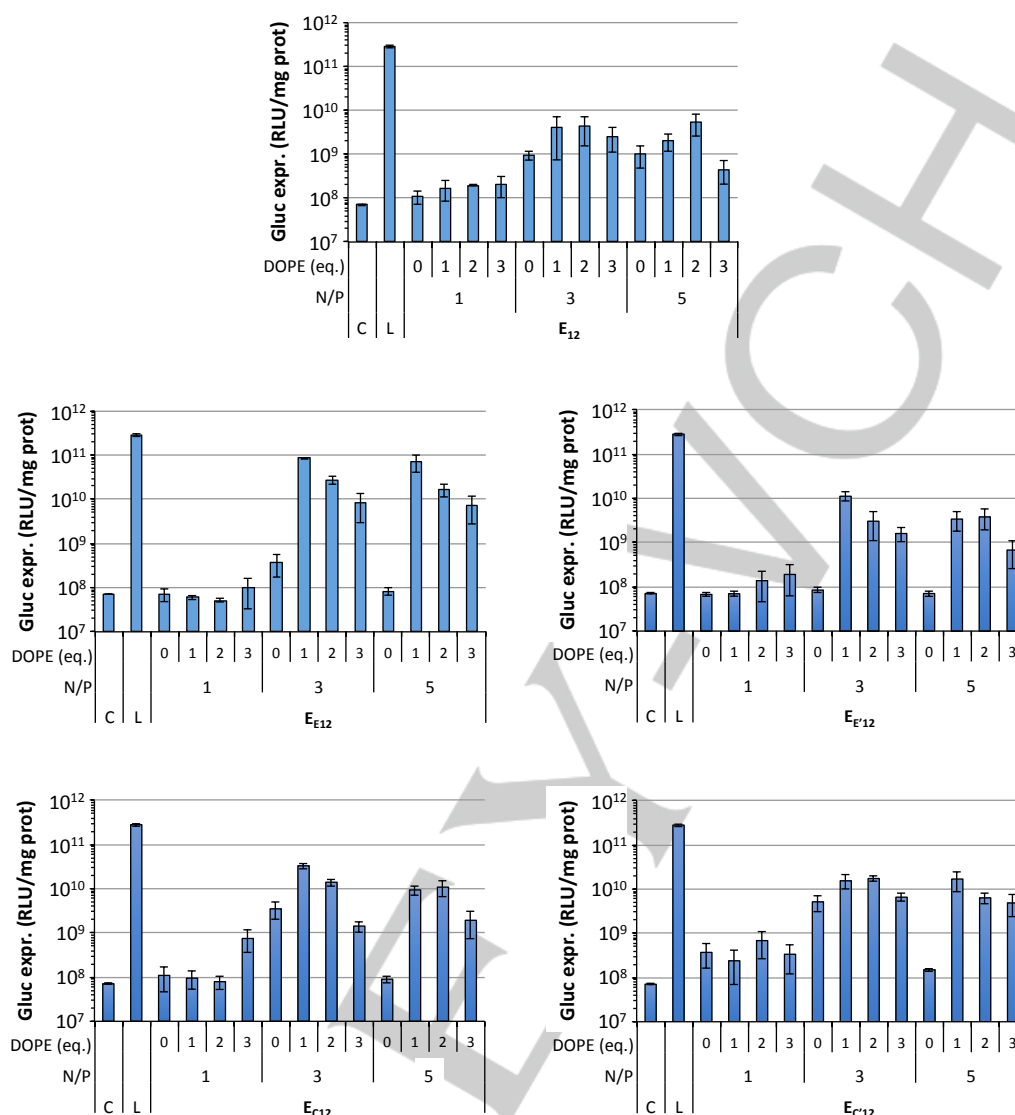 Gluc expr. (RLU/mg prot)
10¹²
10¹¹
10¹⁰
10⁹
10⁸
10⁷
DOPE (eq.) 0 1 2 3 0 1 2 3 0 1 2 3
N/P 1 3 5
C L E₁₂
Gluc expr. (RLU/mg prot)
10¹²
10¹¹
10¹⁰
10⁹
10⁸
10⁷
DOPE (eq.) 0 1 2 3 0 1 2 3 0 1 2 3
N/P 1 3 5
C L E_E12
Gluc expr. (RLU/mg prot)
10¹²
10¹¹
10¹⁰
10⁹
10⁸
10⁷
DOPE (eq.) 0 1 2 3 0 1 2 3 0 1 2 3
N/P 1 3 5
C L E_E'12
Gluc expr. (RLU/mg prot)
10¹²
10¹¹
10¹⁰
10⁹
10⁸
10⁷
DOPE (eq.) 0 1 2 3 0 1 2 3 0 1 2 3
N/P 1 3 5
C L E_C12
Gluc expr. (RLU/mg prot)
10¹²
10¹¹
10¹⁰
10⁹
10⁸
10⁷
DOPE (eq.) 0 1 2 3 0 1 2 3 0 1 2 3
N/P 1 3 5
C L E_C'12
EY-VCH